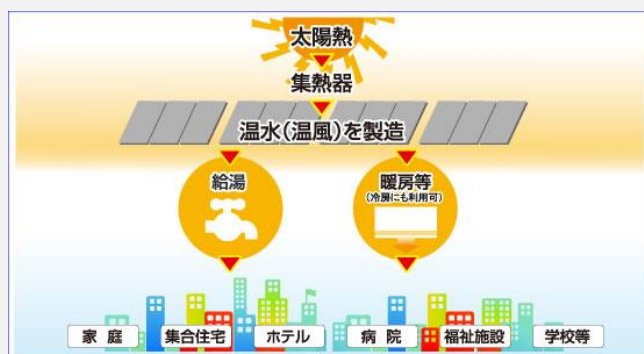 太陽熱
集熱器
温水(温風)を製造
給湯
暖房等
(冷房にも利用可)
家庭
集合住宅
ホテル
病院
福祉施設
学校等